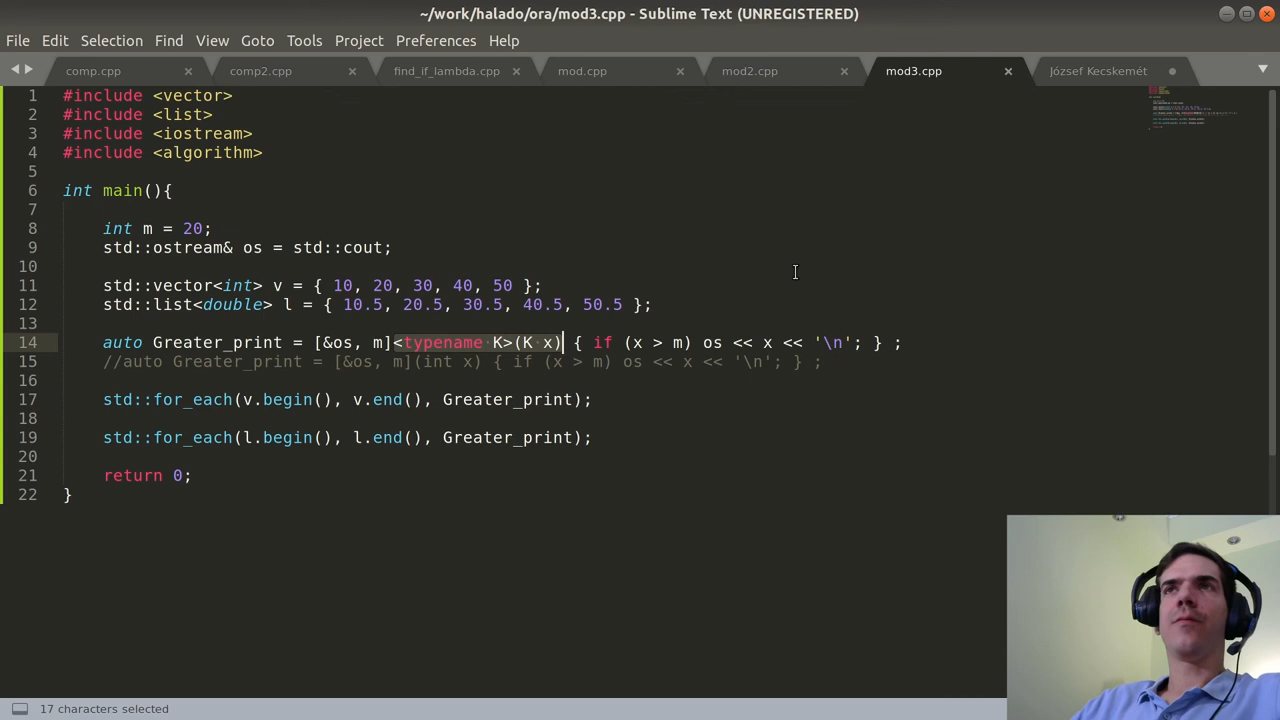 ~/work/halado/ora/mod3.cpp - Sublime Text (UNREGISTERED)
File Edit Selection Find View Goto Tools Project Preferences Help
comp.cpp comp2.cpp find_if_lambda.cpp mod.cpp mod2.cpp mod3.cpp József Kecskemét
1 #include <vector>
2 #include <list>
3 #include <iostream>
4 #include <algorithm>
5
6 int main(){
7
8 int m = 20;
9 std::ostream& os = std::cout;
10
11 std::vector<int> v = { 10, 20, 30, 40, 50 };
12 std::list<double> l = { 10.5, 20.5, 30.5, 40.5, 50.5 };
13
14 auto Greater_print = [&os, m]<typename K>(K x) { if (x > m) os << x << '\n'; } ;
15 //auto Greater_print = [&os, m](int x) { if (x > m) os << x << '\n'; } ;
16
17 std::for_each(v.begin(), v.end(), Greater_print);
18
19 std::for_each(l.begin(), l.end(), Greater_print);
20
21 return 0;
22 }
17 characters selected